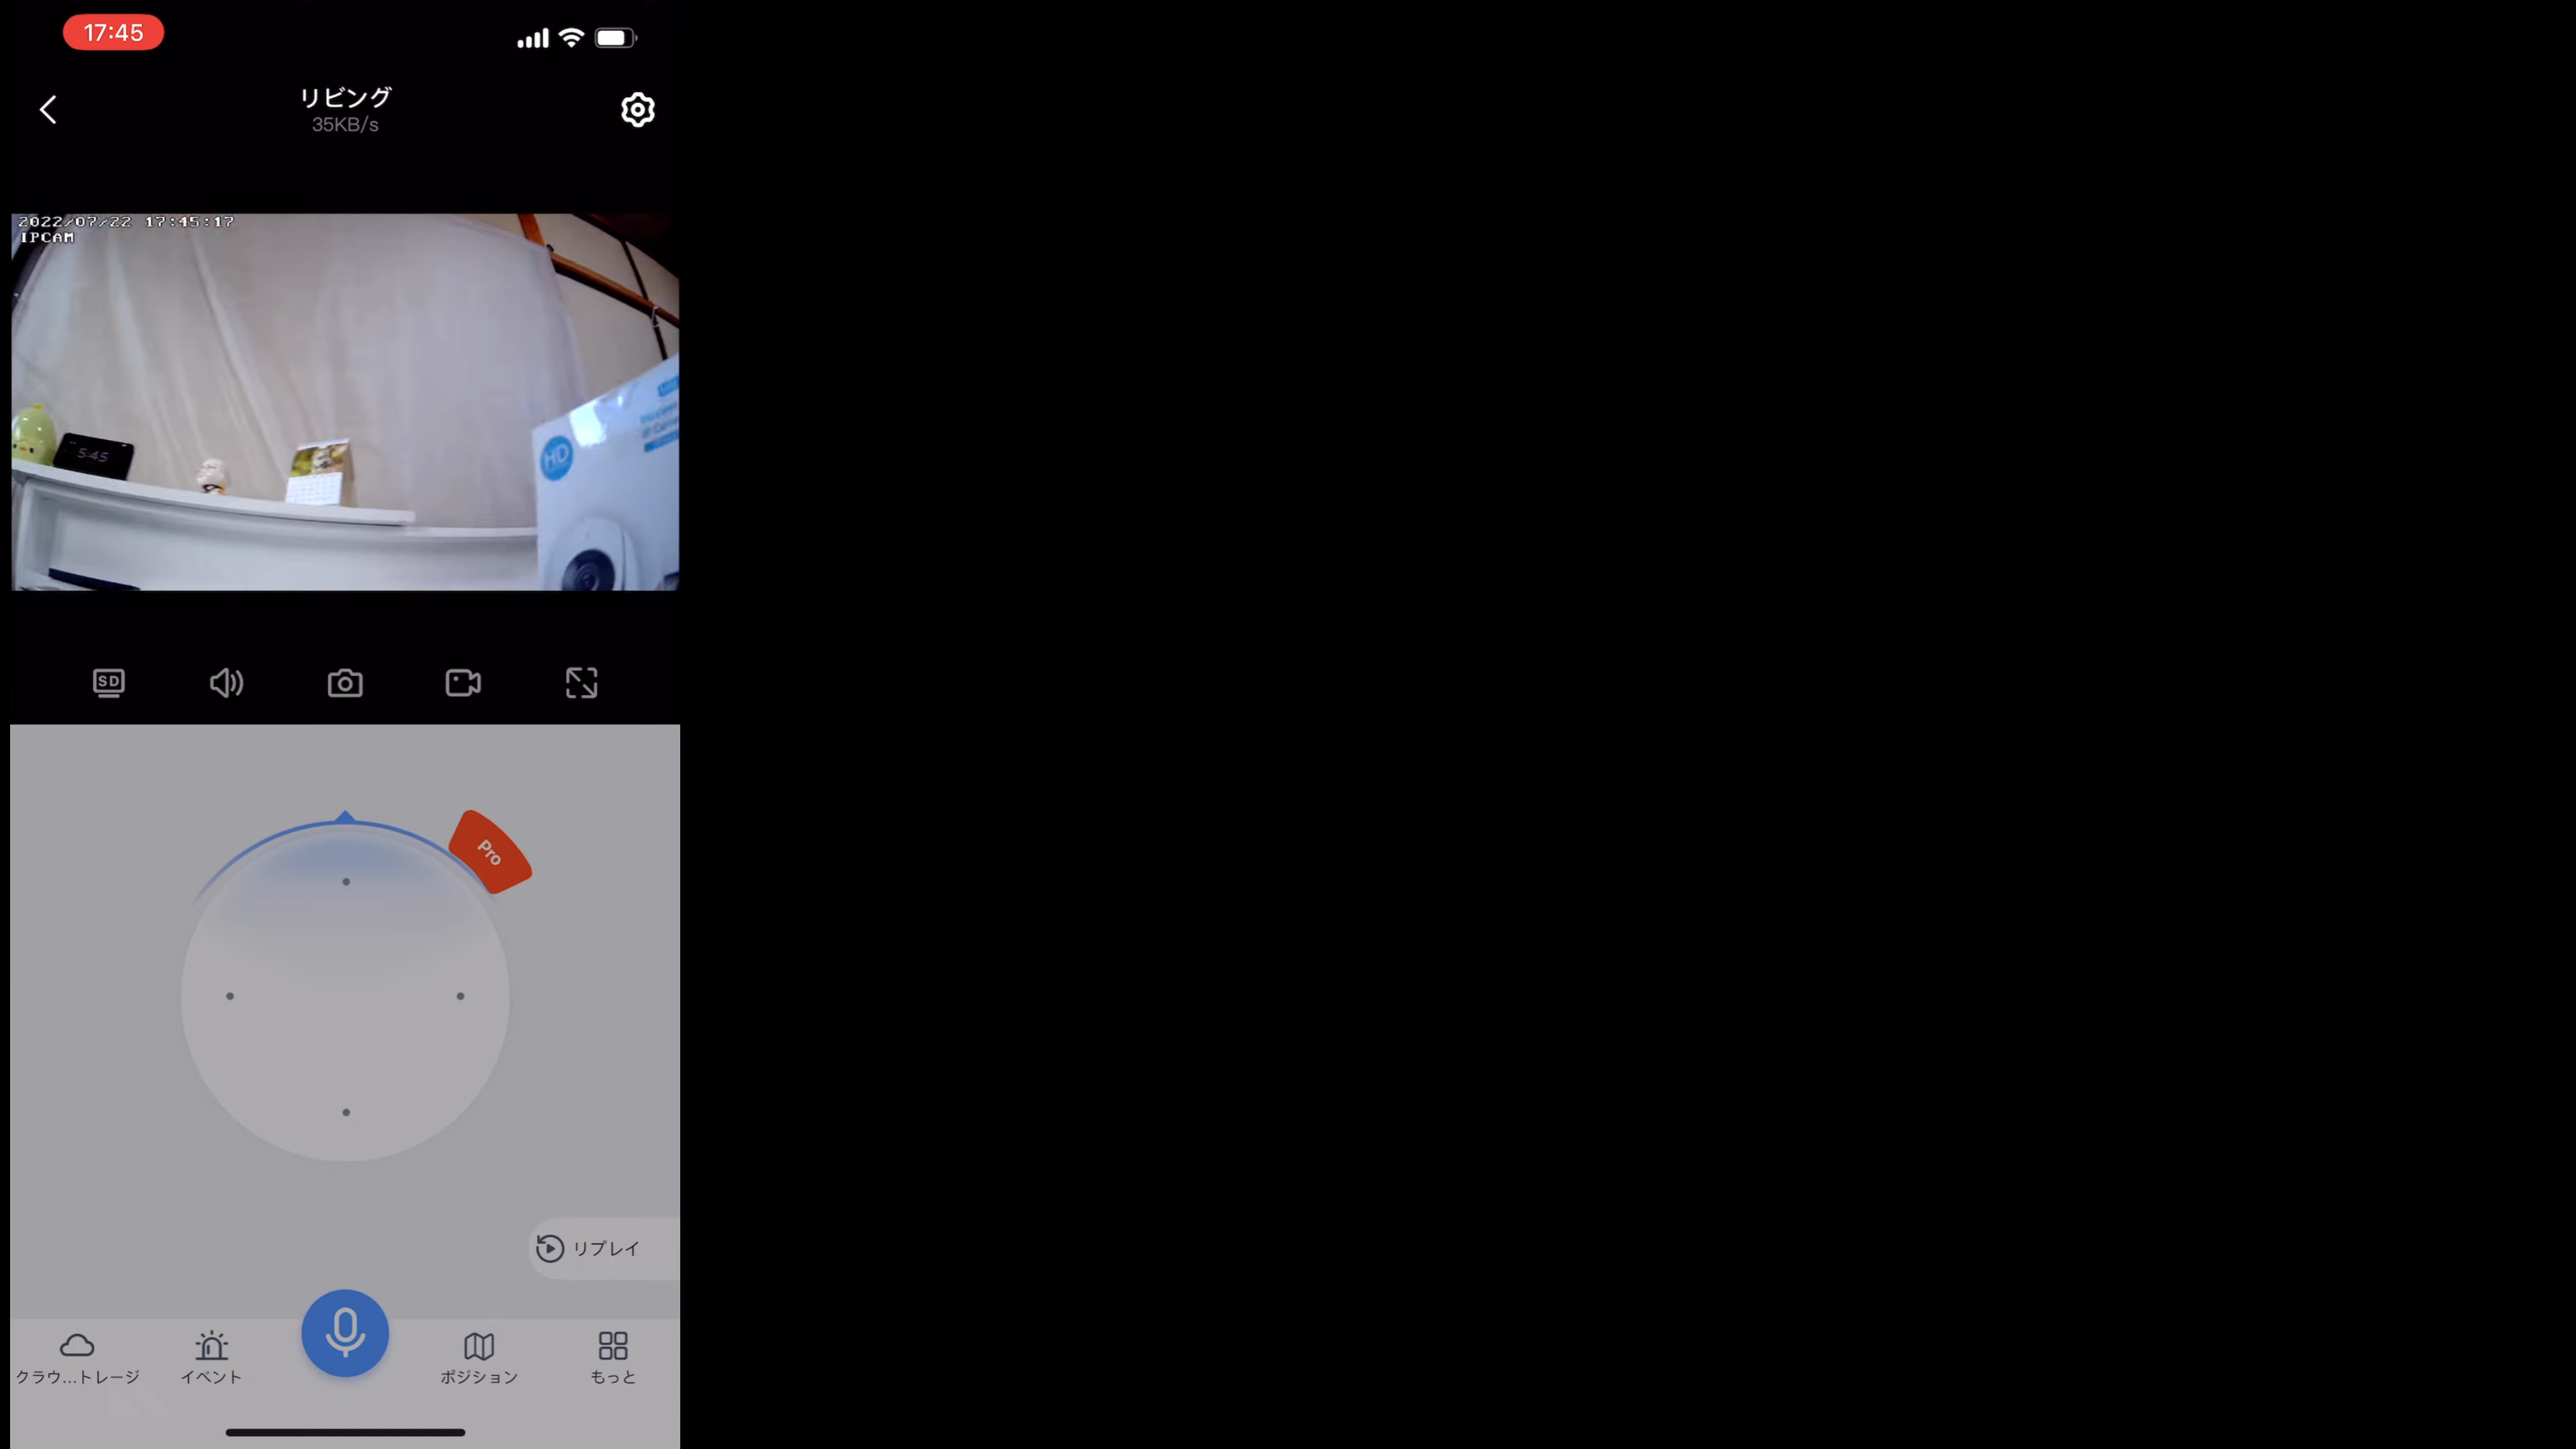 17:45
リビング
35KB/s
2022/07/22 17:45:17
IPCAM
5:45
HD
SD
Pro
リプレイ
クラウ...トレージ
イベント
ポジション
もっと